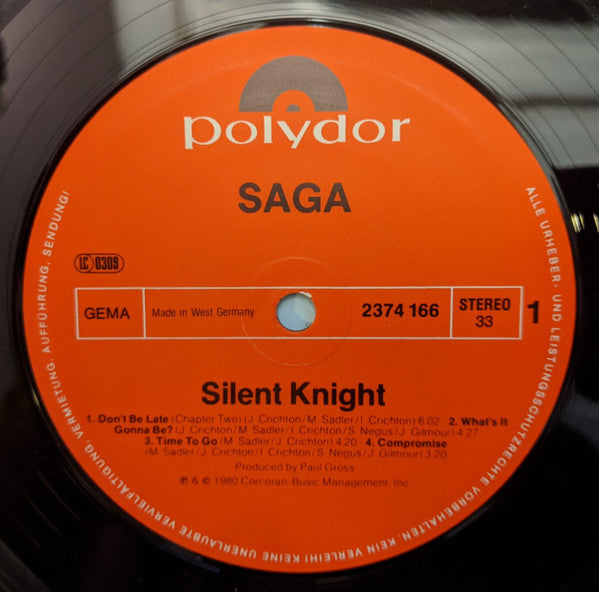 polydor
SAGA
LC 0309
GEMA
Made in West Germany
2374 166
STEREO
33
1
Silent Knight
1. Don't Be Late (Chapter Two) (J. Crichton/M. Sadler/I. Crichton) 6:02 · 2. What's It
Gonna Be? (J. Crichton/M. Sadler/I. Crichton/S. Negus/J. Gilmour) 4:27
3. Time To Go (M. Sadler/J. Crichton) 4:20 · 4. Compromise
(M. Sadler/J. Crichton/I. Crichton/S. Negus/J. Gilmour) 3:20
Produced by Paul Gross
℗ & © 1980 Corcoran Busic Management, Inc.
ALLE URHEBER- UND LEISTUNGSSCHUTZRECHTE VORBEHALTEN. KEIN VERLEIH! KEINE UNERLAUBTE VERVIELFÄLTIGUNG, VERMIETUNG, AUFFÜHRUNG, SENDUNG!